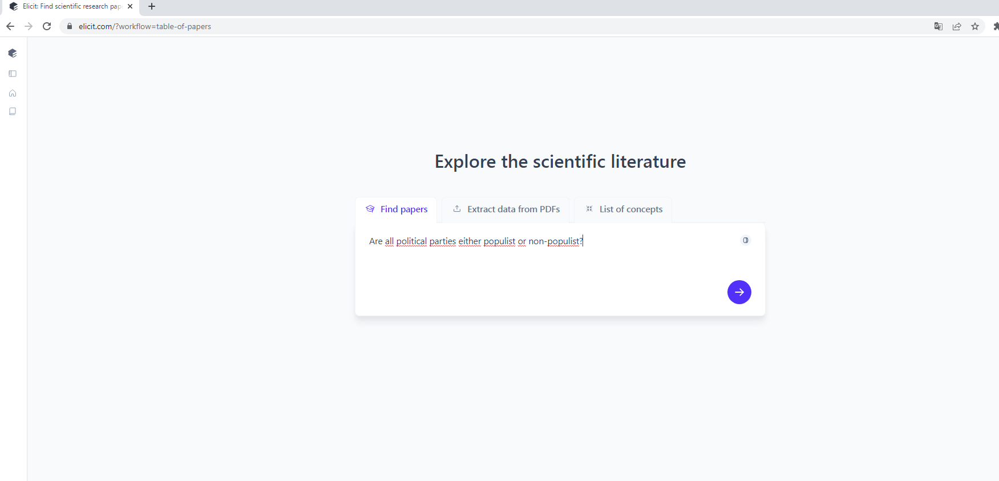 Elicit: Find scientific research pap
elicit.com/?workflow=table-of-papers
Explore the scientific literature
Find papers
Extract data from PDFs
List of concepts
Are all political parties either populist or non-populist?